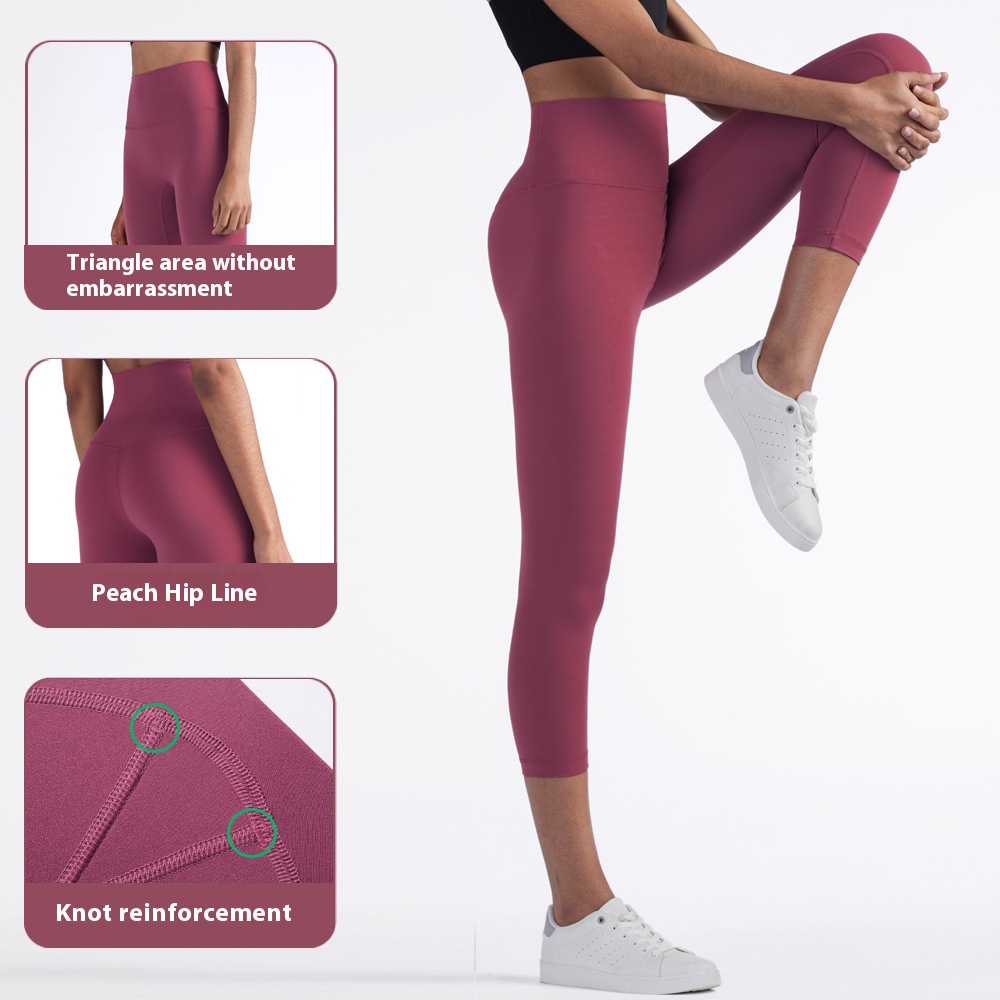 Triangle area without
embarrassment
Peach Hip Line
Knot reinforcement